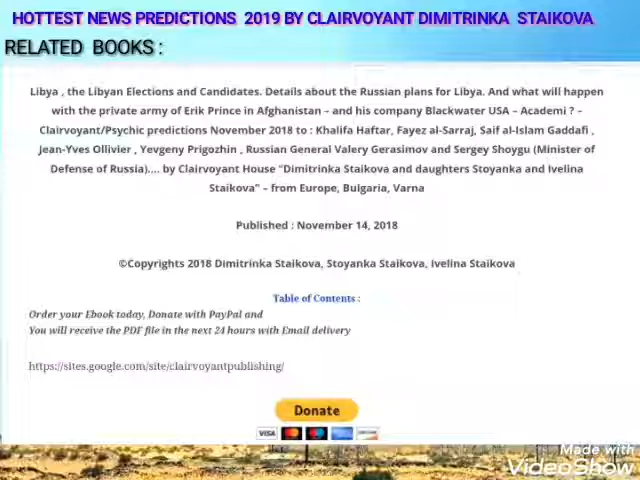 HOTTEST NEWS PREDICTIONS 2019 BY CLAIRVOYANT DIMITRINKA STAIKOVA
RELATED BOOKS :
Libya , the Libyan Elections and Candidates. Details about the Russian plans for Libya. And what will happen
with the private army of Erik Prince in Afghanistan – and his company Blackwater USA – Academi ? –
Clairvoyant/Psychic predictions November 2018 to : Khalifa Haftar, Fayez al-Sarraj, Saif al-Islam Gaddafi ,
Jean-Yves Ollivier , Yevgeny Prigozhin , Russian General Valery Gerasimov and Sergey Shoygu (Minister of
Defense of Russia).... by Clairvoyant House "Dimitrinka Staikova and daughters Stoyanka and Ivelina
Staikova" – from Europe, Bulgaria, Varna
Published : November 14, 2018
©Copyrights 2018 Dimitrinka Staikova, Stoyanka Staikova, Ivelina Staikova
Table of Contents :
Order your Ebook today, Donate with PayPal and
You will receive the PDF file in the next 24 hours with Email delivery
https://sites.google.com/site/clairvoyantpublishing/
Donate
VISA
Made with
VideoShow